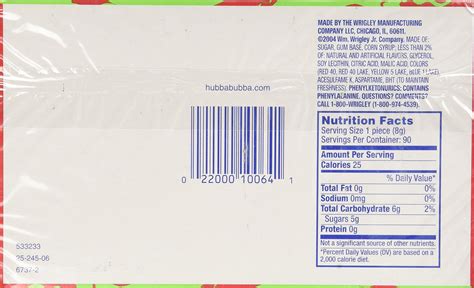 MADE BY THE WRIGLEY MANUFACTURING
COMPANY LLC, CHICAGO, IL, 60611.
©2004 Wm. Wrigley Jr. Company. MADE OF:
SUGAR, GUM BASE, CORN SYRUP; LESS THAN 2%
OF: NATURAL AND ARTIFICIAL FLAVORS, GLYCEROL,
SOY LECITHIN, CITRIC ACID, MALIC ACID, COLORS
(RED 40, RED 40 LAKE, YELLOW 5 LAKE, BLUE 1 LAKE),
ACESULFAME K, ASPARTAME, BHT (TO MAINTAIN
FRESHNESS). PHENYLKETONURICS: CONTAINS
PHENYLALANINE. QUESTIONS? COMMENTS?
CALL 1-800-WRIGLEY (1-800-974-4539).
hubbabubba.com
0 22000 10064 1
Nutrition Facts
Serving Size 1 piece (8g)
Servings Per Container: 90
Amount Per Serving
Calories 25
% Daily Value*
Total Fat 0g 0%
Sodium 0mg 0%
Total Carbohydrate 6g 2%
Sugars 5g
Protein 0g
Not a significant source of other nutrients.
*Percent Daily Values (DV) are based on a
2,000 calorie diet.
533233
25-245-06
6737-2